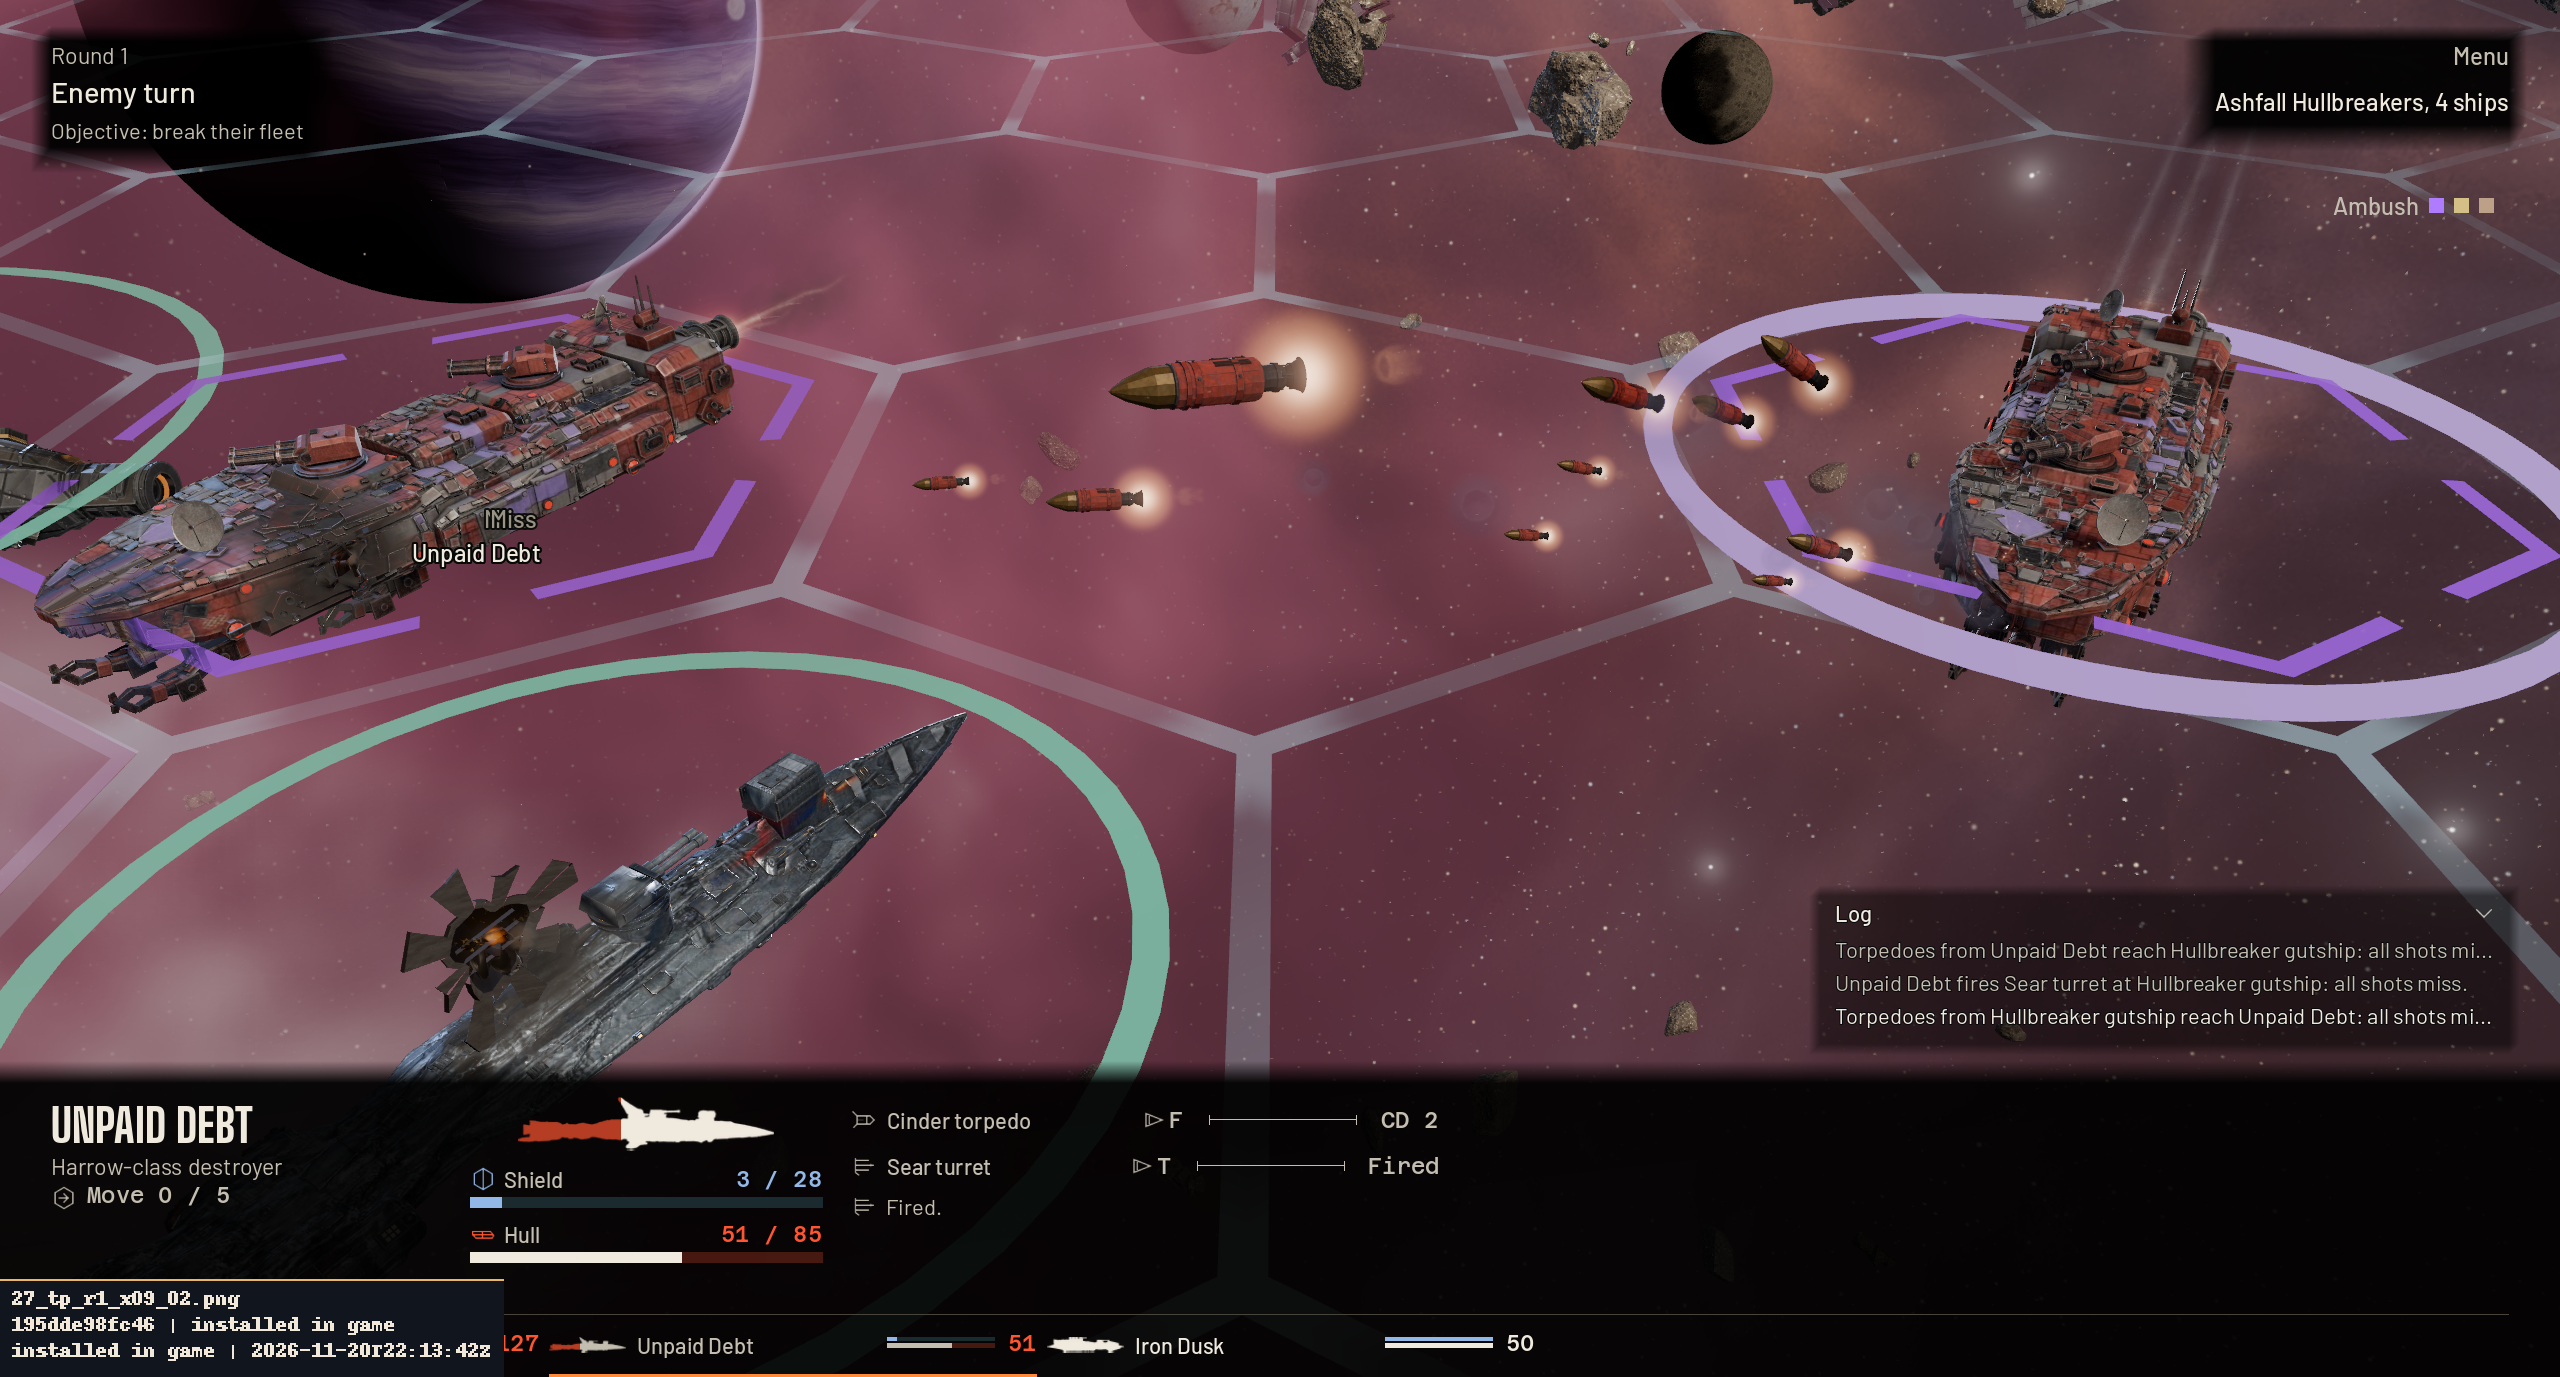 Round 1
Enemy turn
Objective: break their fleet
Menu
Ashfall Hullbreakers, 4 ships
Ambush
Miss
Unpaid Debt
Log
Torpedoes from Unpaid Debt reach Hullbreaker gutship: all shots mi...
Unpaid Debt fires Sear turret at Hullbreaker gutship: all shots miss.
Torpedoes from Hullbreaker gutship reach Unpaid Debt: all shots mi...
UNPAID DEBT
Harrow-class destroyer
Move 0 / 5
Shield 3 / 28
Hull 51 / 85
Cinder torpedo F CD 2
Sear turret T Fired
Fired.
27_tp_r1_x09_02.png
195dde98fc46 | installed in game
installed in game | 2026-11-20T22:13:42Z
127 Unpaid Debt 51 Iron Dusk 50